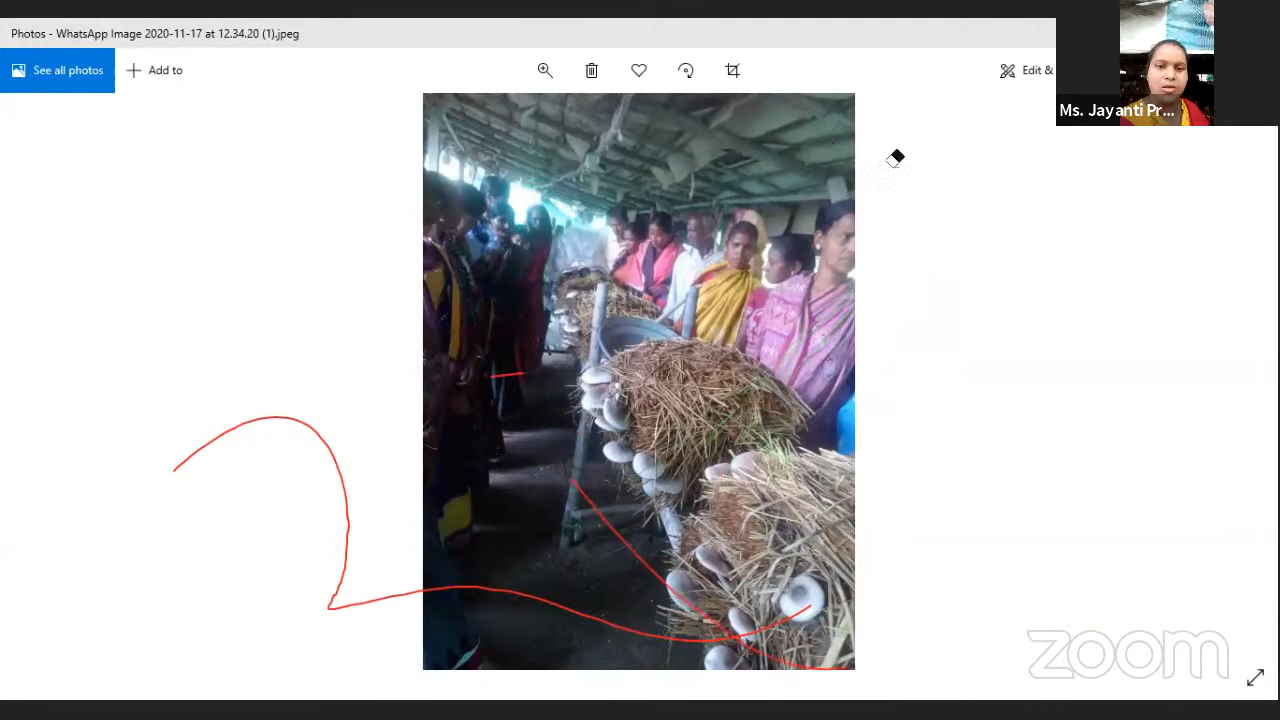 Photos - WhatsApp Image 2020-11-17 at 12.34.20 (1).jpeg
See all photos
Add to
Edit &
Ms. Jayanti Pr...
zoom